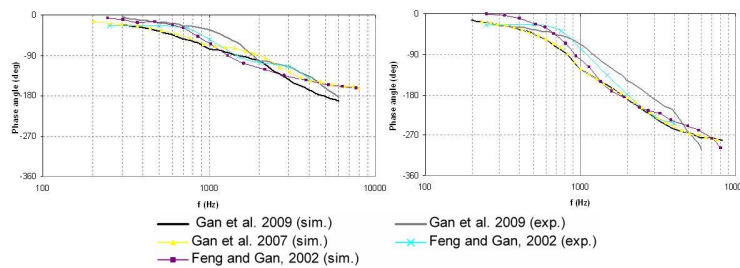 0
-90
-180
-270
-360
Phase angle (deg)
100
1000
10000
f (Hz)
0
-90
-180
-270
-360
Phase angle (deg)
100
1000
f (Hz)
Gan et al. 2009 (sim.)
Gan et al. 2009 (exp.)
Gan et al. 2007 (sim.)
Feng and Gan, 2002 (exp.)
Feng and Gan, 2002 (sim.)